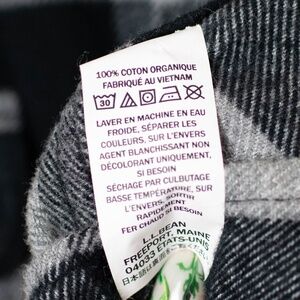 100% COTON ORGANIQUE
FABRIQUÉ AU VIETNAM
30
LAVER EN MACHINE EN EAU
FROIDE, SÉPARER LES
COULEURS, SUR L'ENVERS
AGENT BLANCHISSANT NON
DÉCOLORANT UNIQUEMENT,
SI BESOIN
SÉCHAGE PAR CULBUTAGE
BASSE TEMPÉRATURE, SUR
L'ENVERS, SORTIR
RAPIDEMENT
FER CHAUD SI BESOIN
L.L.BEAN
FREEPORT, MAINE
04033 ÉTATS-UNIS